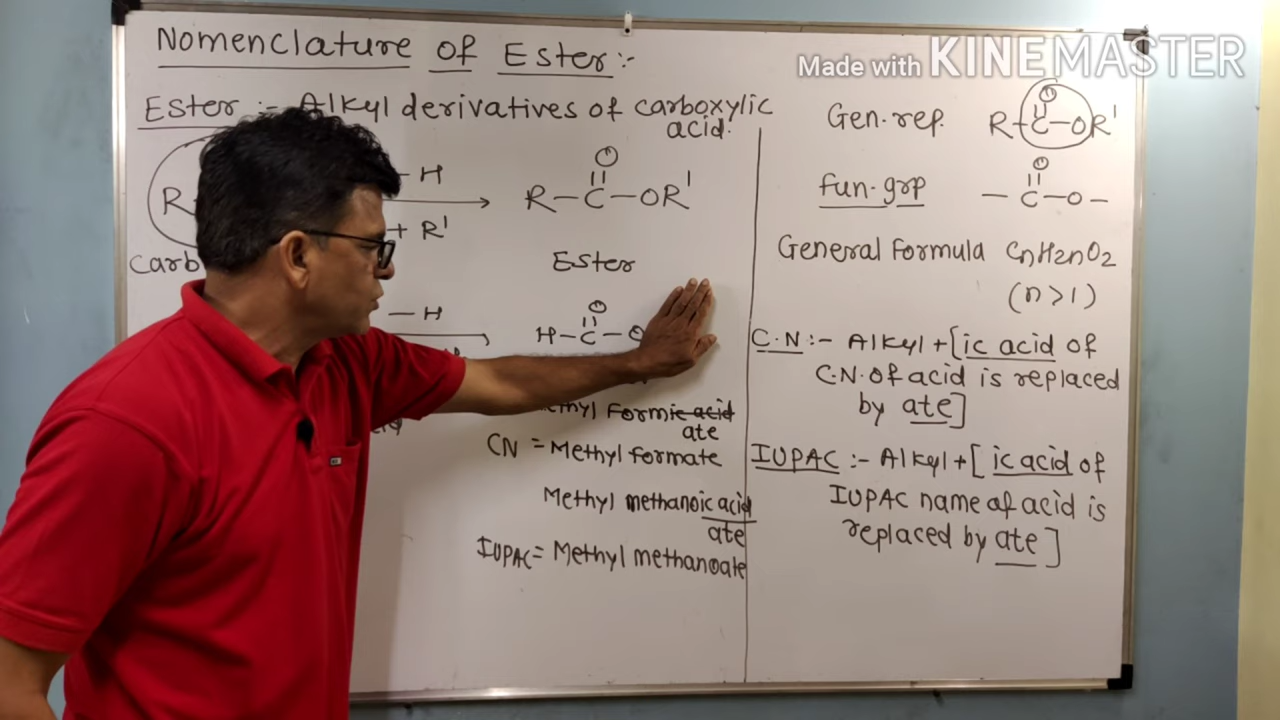 Made with KINEMASTER
Nomenclature of Ester :-
Ester :- Alkyl derivatives of carboxylic
acid.
R
- H
+ R'
Carb
O
R-C-OR'
Ester
- H
O
H-C-O
Methyl Formic acid
ate
CN = Methyl formate
Methyl methanoic acid
ate
IUPAC = Methyl methanoate
Gen. rep.
O
R-C-OR'
fun. grp
O
-C-O-
General formula CnH2nO2
(n>1)
C.N :- Alkyl + [ic acid of
C.N. of acid is replaced
by ate]
IUPAC :- Alkyl + [ic acid of
IUPAC name of acid is
replaced by ate]